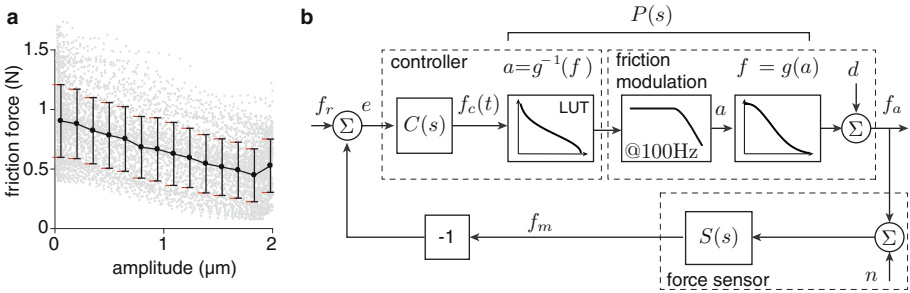 a
friction force (N)
1.5
1
0.5
0
0
1
2
amplitude (μm)
b
P(s)
controller
a=g⁻¹(f)
friction
modulation
f = g(a)
d
f_r
Σ
e
C(s)
f_c(t)
LUT
@100Hz
a
Σ
f_a
-1
f_m
S(s)
Σ
force sensor
n